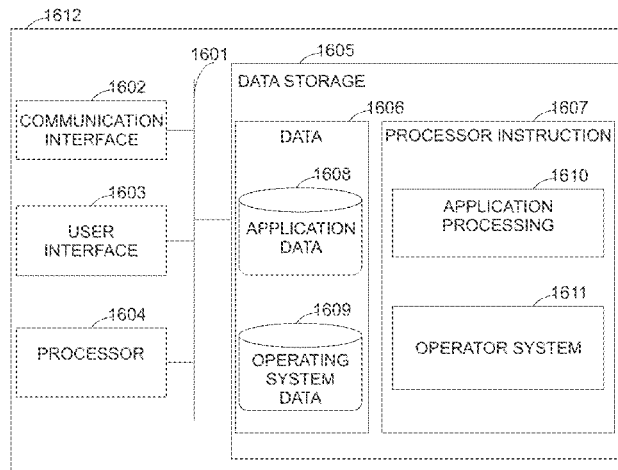 1612
1601
1605
DATA STORAGE
1602
COMMUNICATION
INTERFACE
1603
USER
INTERFACE
1604
PROCESSOR
1606
DATA
1608
APPLICATION
DATA
1609
OPERATING
SYSTEM
DATA
1607
PROCESSOR INSTRUCTION
1610
APPLICATION
PROCESSING
1611
OPERATOR SYSTEM